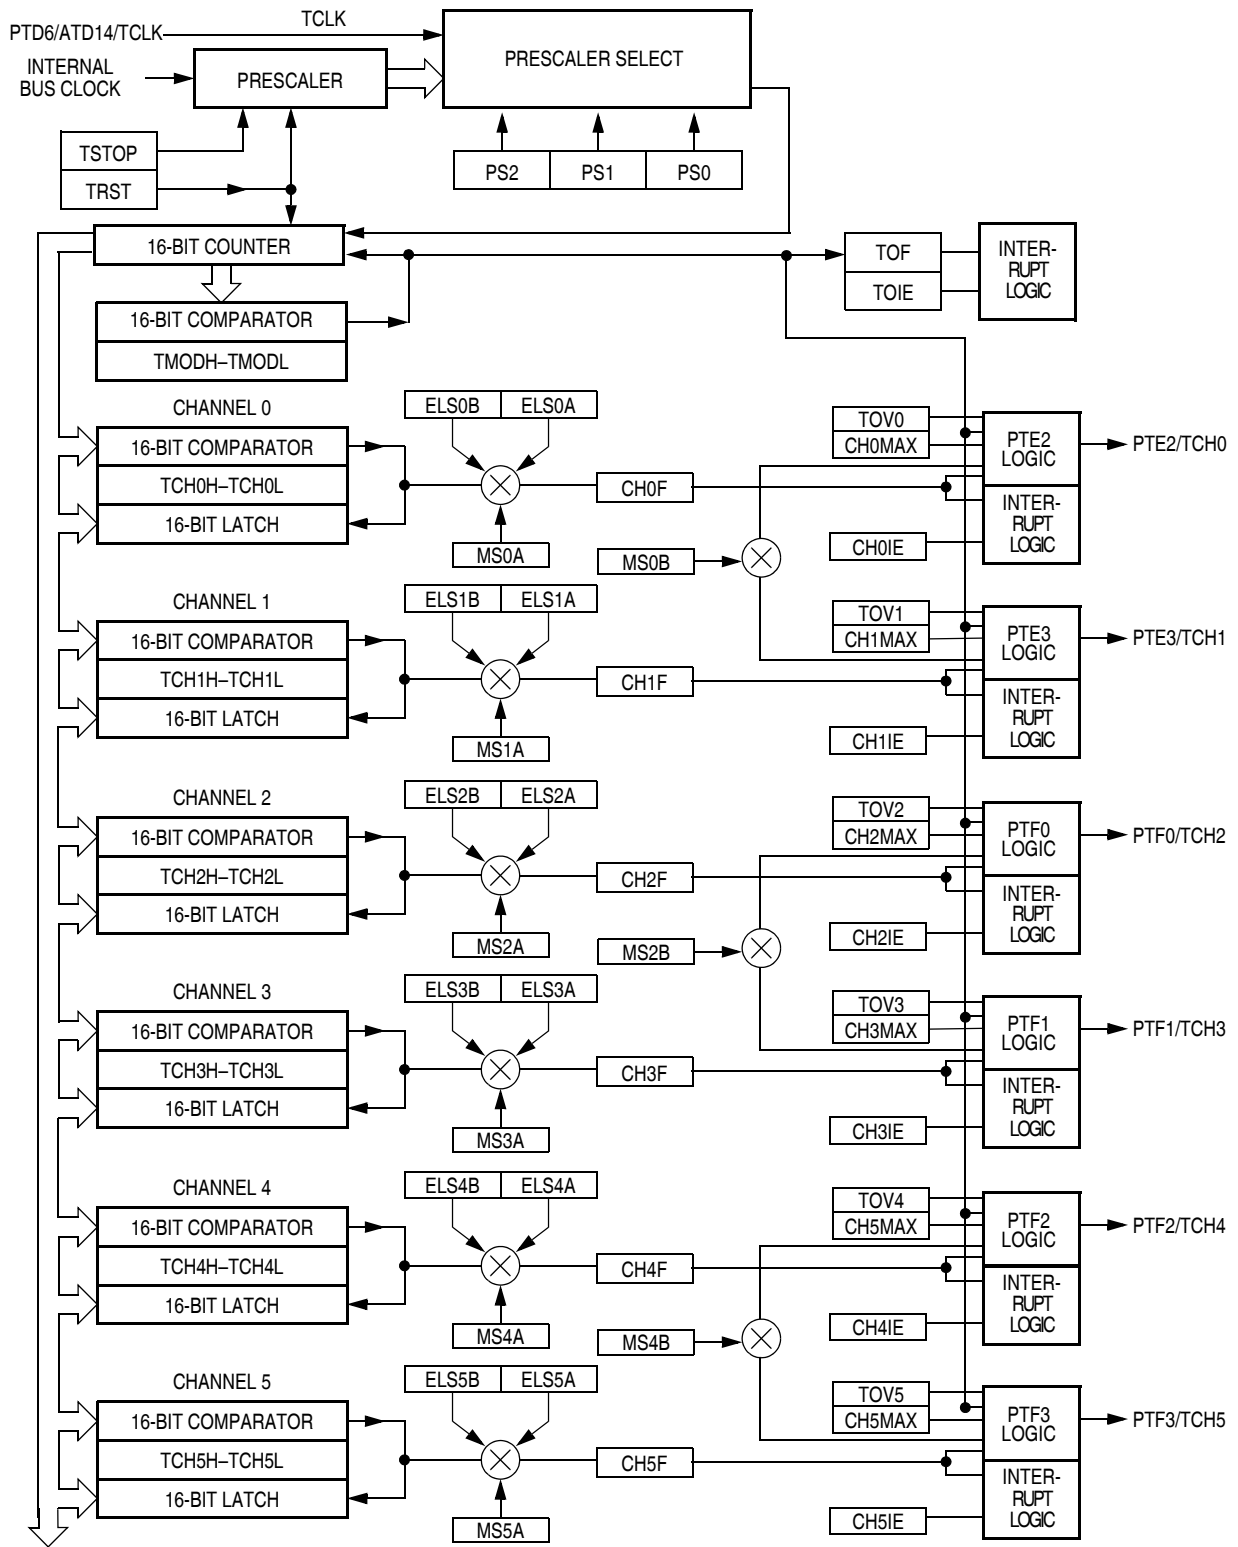 TCLK
PTD6/ATD14/TCLK
PRESCALER SELECT
INTERNAL
BUS CLOCK
PRESCALER
TSTOP
TRST
PS2
PS1
PS0
16-BIT COUNTER
TOF
TOIE
INTER-
RUPT
LOGIC
16-BIT COMPARATOR
TMODH–TMODL
CHANNEL 0
16-BIT COMPARATOR
TCH0H–TCH0L
16-BIT LATCH
ELS0B
ELS0A
MS0A
CH0F
MS0B
TOV0
CH0MAX
CH0IE
PTE2
LOGIC
INTER-
RUPT
LOGIC
PTE2/TCH0
CHANNEL 1
16-BIT COMPARATOR
TCH1H–TCH1L
16-BIT LATCH
ELS1B
ELS1A
MS1A
CH1F
TOV1
CH1MAX
CH1IE
PTE3
LOGIC
INTER-
RUPT
LOGIC
PTE3/TCH1
CHANNEL 2
16-BIT COMPARATOR
TCH2H–TCH2L
16-BIT LATCH
ELS2B
ELS2A
MS2A
CH2F
MS2B
TOV2
CH2MAX
CH2IE
PTF0
LOGIC
INTER-
RUPT
LOGIC
PTF0/TCH2
CHANNEL 3
16-BIT COMPARATOR
TCH3H–TCH3L
16-BIT LATCH
ELS3B
ELS3A
MS3A
CH3F
TOV3
CH3MAX
CH3IE
PTF1
LOGIC
INTER-
RUPT
LOGIC
PTF1/TCH3
CHANNEL 4
16-BIT COMPARATOR
TCH4H–TCH4L
16-BIT LATCH
ELS4B
ELS4A
MS4A
CH4F
MS4B
TOV4
CH5MAX
CH4IE
PTF2
LOGIC
INTER-
RUPT
LOGIC
PTF2/TCH4
CHANNEL 5
16-BIT COMPARATOR
TCH5H–TCH5L
16-BIT LATCH
ELS5B
ELS5A
MS5A
CH5F
TOV5
CH5MAX
CH5IE
PTF3
LOGIC
INTER-
RUPT
LOGIC
PTF3/TCH5